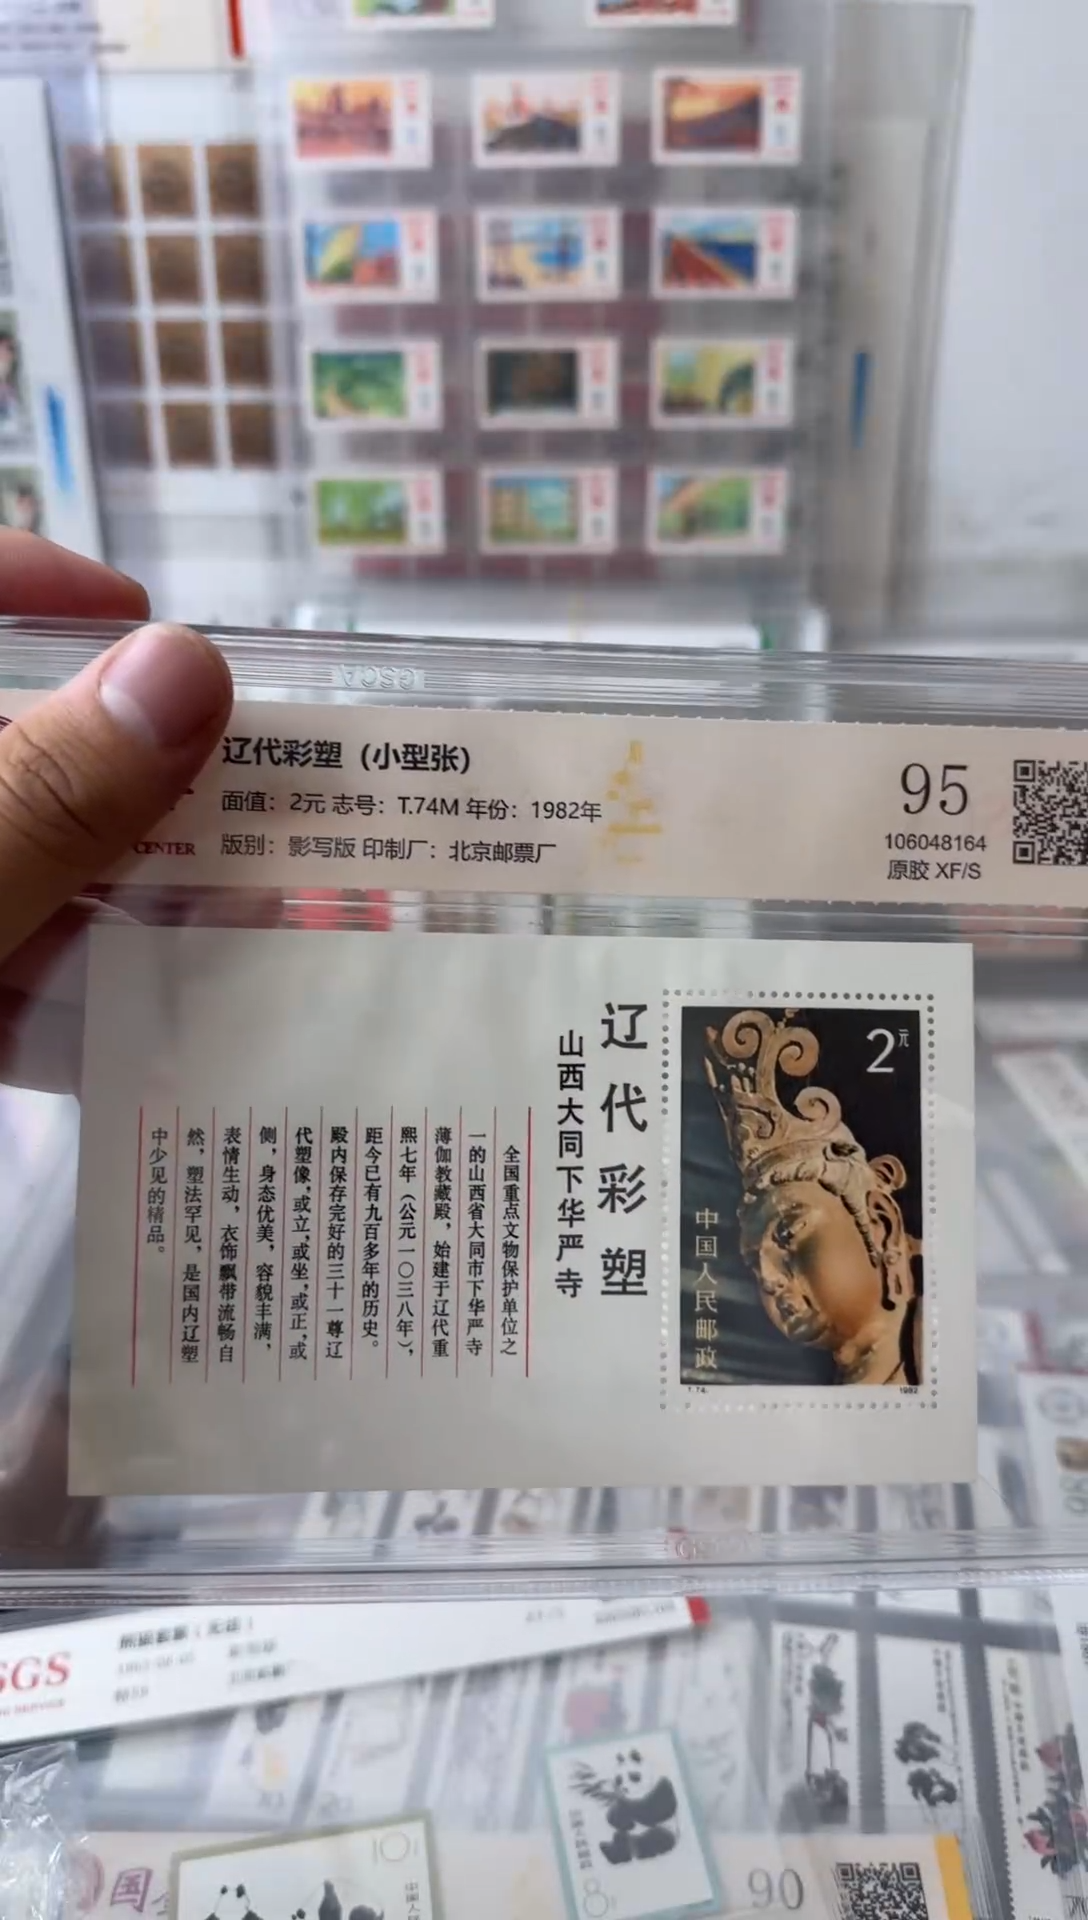 GSCA
辽代彩塑（小型张）
面值：2元 志号：T.74M 年份：1982年
CENTER 版别：影写版 印制厂：北京邮票厂
95
106048164
原胶 XF/S
2元
中国人民邮政
T.74.
1982
辽代彩塑
山西大同下华严寺
全国重点文物保护单位之
一的山西省大同市下华严寺
薄伽教藏殿，始建于辽代重
熙七年（公元一〇三八年），
距今已有九百多年的历史。
殿内保存完好的三十一尊辽
代塑像，或立，或坐，或正，或
侧，身态优美，容貌丰满，
表情生动，衣饰飘带流畅自
然，塑法罕见，是国内辽塑
中少见的精品。
SGS
国
10
8
90